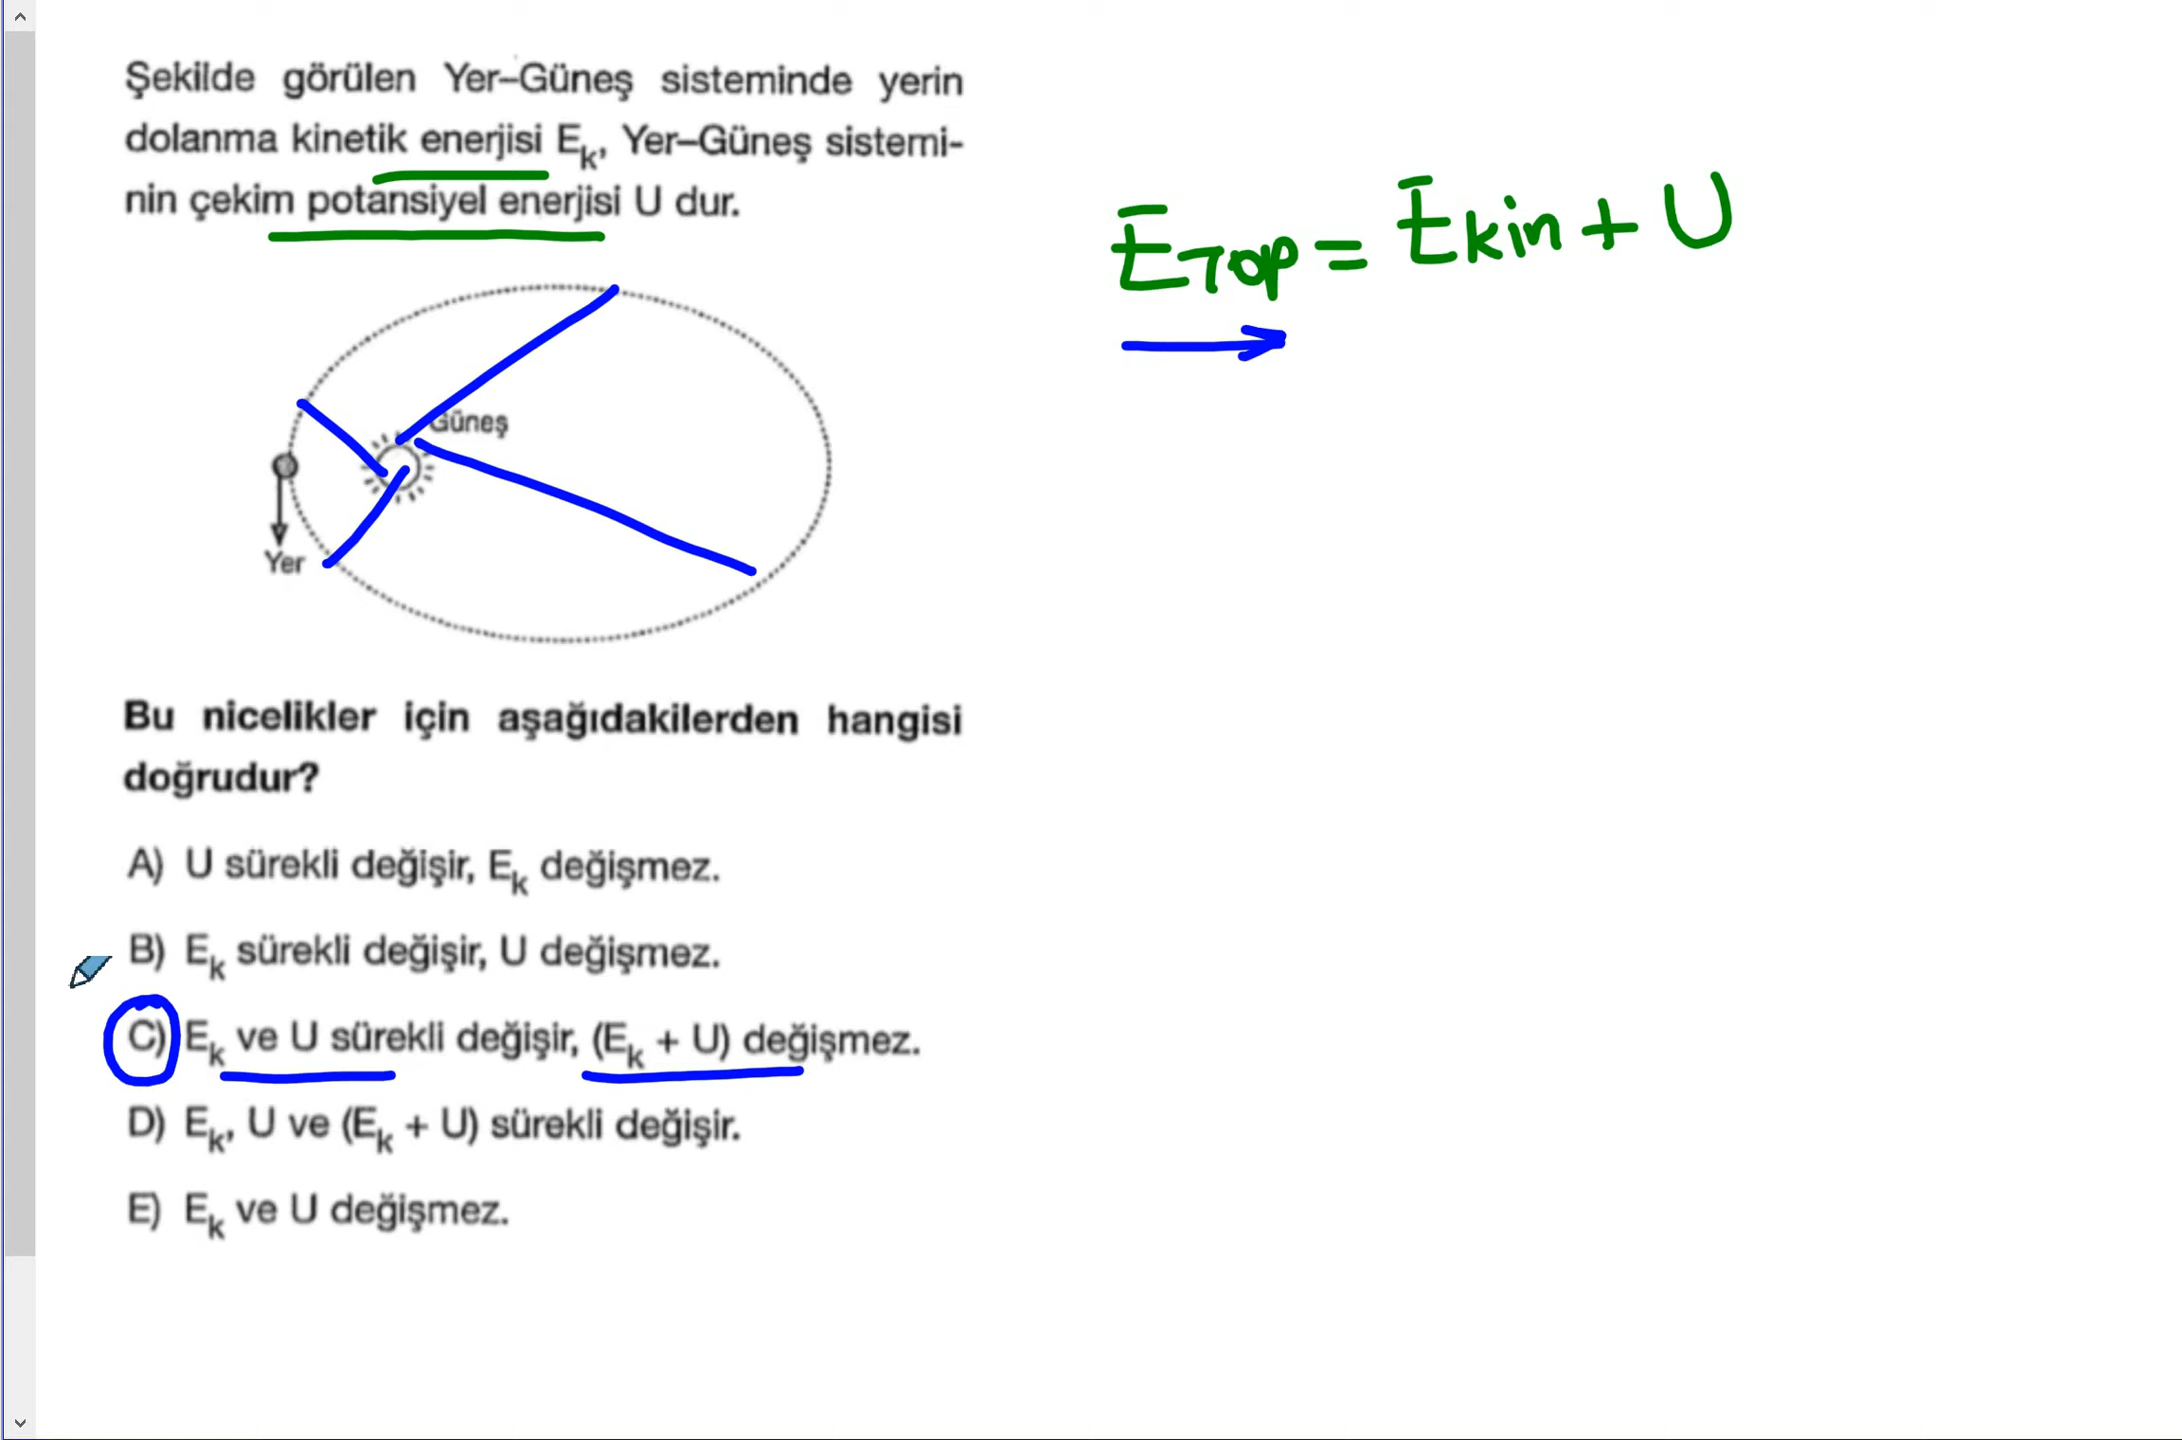 Şekilde görülen Yer–Güneş sisteminde yerin
dolanma kinetik enerjisi Ek, Yer–Güneş sistemi-
nin çekim potansiyel enerjisi U dur.
ETOP = Ekin + U
Güneş
Yer
Bu nicelikler için aşağıdakilerden hangisi
doğrudur?
A) U sürekli değişir, Ek değişmez.
B) Ek sürekli değişir, U değişmez.
C) Ek ve U sürekli değişir, (Ek + U) değişmez.
D) Ek, U ve (Ek + U) sürekli değişir.
E) Ek ve U değişmez.